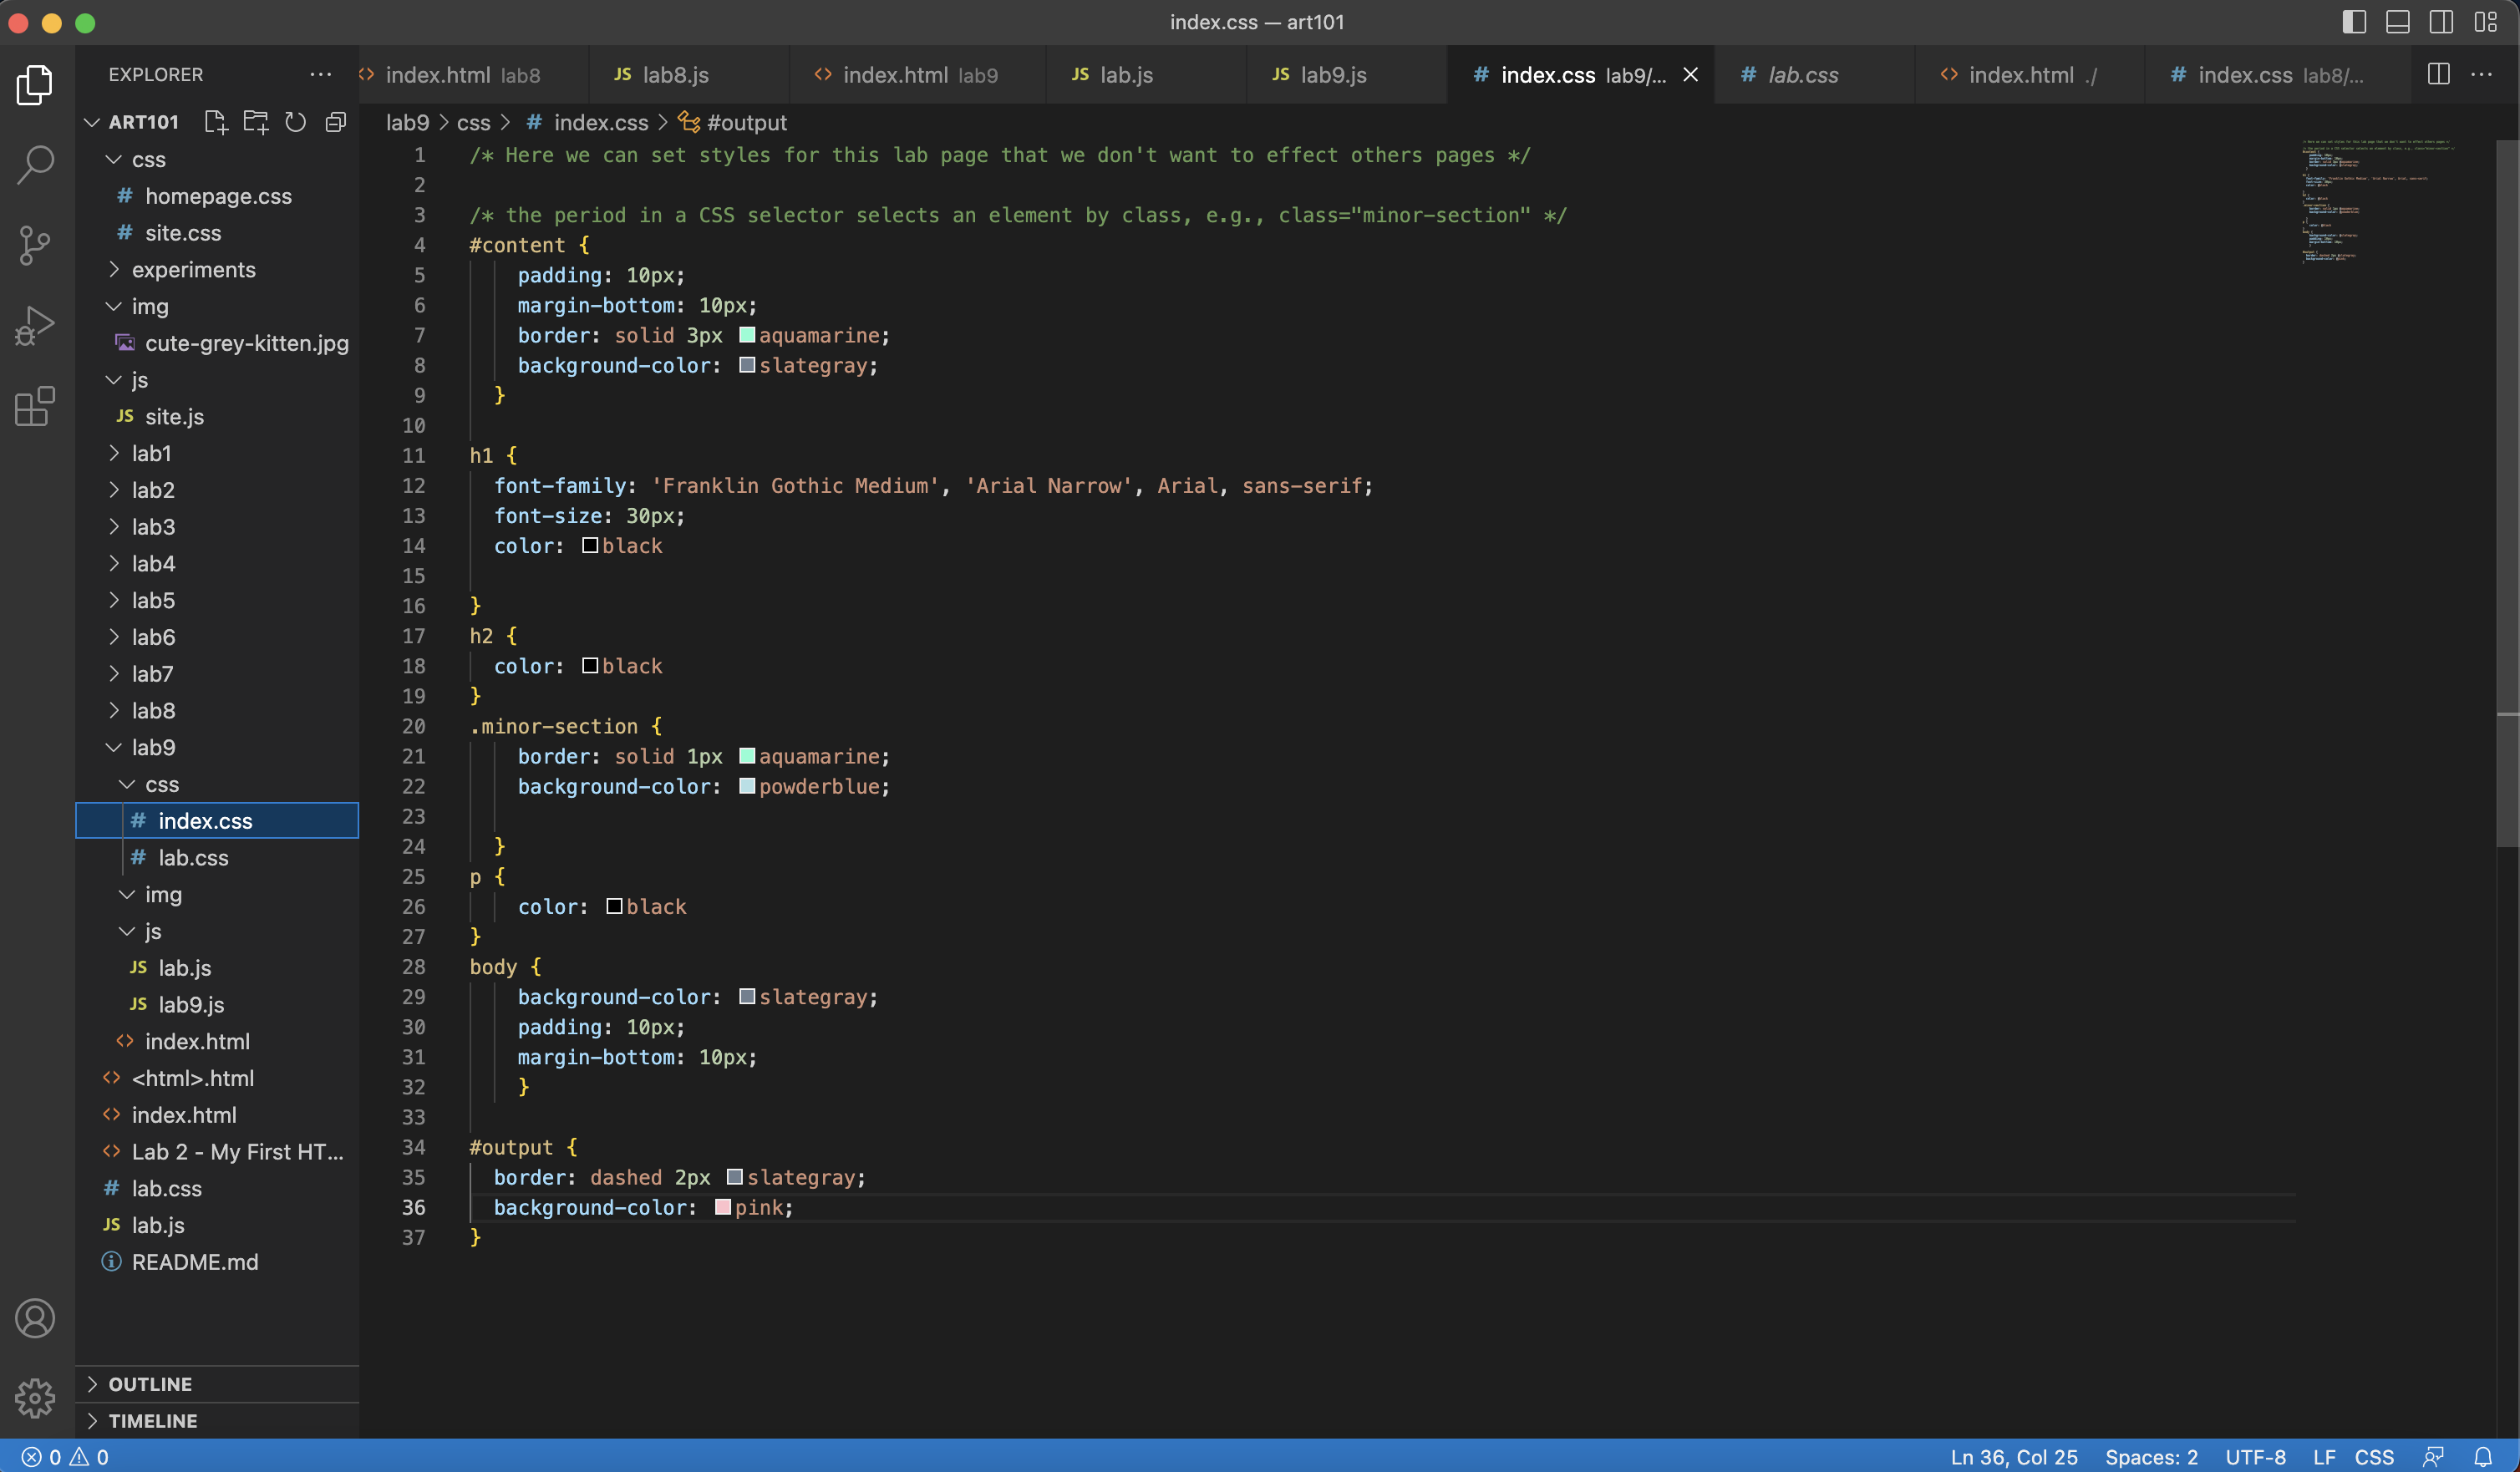 index.css — art101
EXPLORER
index.html lab8
JS lab8.js
index.html lab9
JS lab.js
JS lab9.js
# index.css lab9/...
# lab.css
index.html ./
# index.css lab8/...
ART101
css
# homepage.css
# site.css
experiments
img
cute-grey-kitten.jpg
js
JS site.js
lab1
lab2
lab3
lab4
lab5
lab6
lab7
lab8
lab9
css
# index.css
# lab.css
img
js
JS lab.js
JS lab9.js
index.html
<html>.html
index.html
Lab 2 - My First HT...
# lab.css
JS lab.js
README.md
OUTLINE
TIMELINE
lab9 > css > # index.css > #output
1 /* Here we can set styles for this lab page that we don't want to effect others pages */
2
3 /* the period in a CSS selector selects an element by class, e.g., class="minor-section" */
4 #content {
5 padding: 10px;
6 margin-bottom: 10px;
7 border: solid 3px aquamarine;
8 background-color: slategray;
9 }
10
11 h1 {
12 font-family: 'Franklin Gothic Medium', 'Arial Narrow', Arial, sans-serif;
13 font-size: 30px;
14 color: black
15
16 }
17 h2 {
18 color: black
19 }
20 .minor-section {
21 border: solid 1px aquamarine;
22 background-color: powderblue;
23
24 }
25 p {
26 color: black
27 }
28 body {
29 background-color: slategray;
30 padding: 10px;
31 margin-bottom: 10px;
32 }
33
34 #output {
35 border: dashed 2px slategray;
36 background-color: pink;
37 }
0 0
Ln 36, Col 25
Spaces: 2
UTF-8
LF
CSS